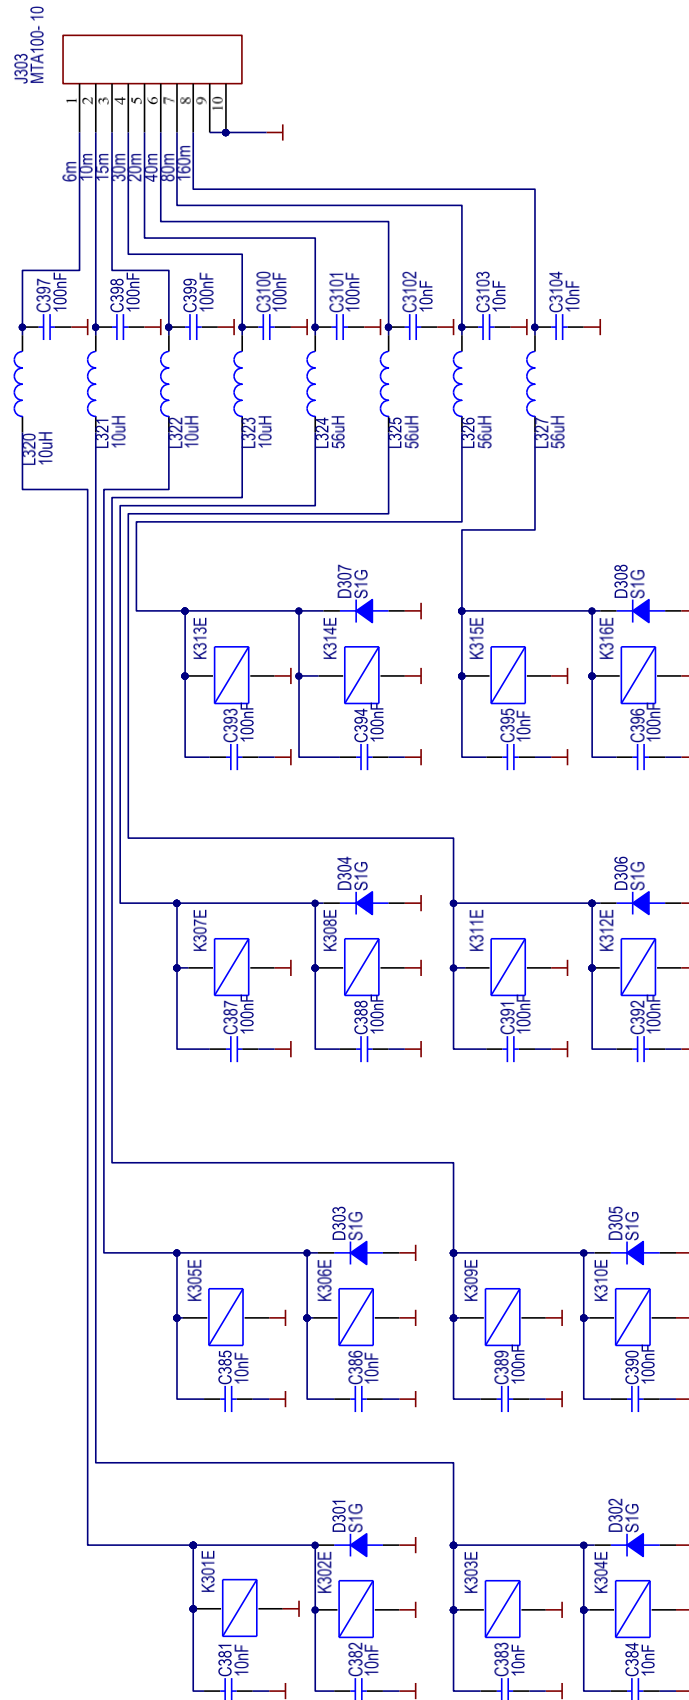 J303
MTA100-10
1
2
3
4
5
6
7
8
9
10
6m
10m
15m
30m
20m
40m
80m
160m
C397
100nF
C398
100nF
C399
100nF
C3100
100nF
C3101
100nF
C3102
10nF
C3103
10nF
C3104
10nF
L320
10uH
L321
10uH
L322
10uH
L323
10uH
L324
56uH
L325
56uH
L326
56uH
L327
56uH
D307
S1G
D308
S1G
K313E
K314E
K315E
K316E
C393
100nF
C394
100nF
C395
10nF
C396
100nF
D304
S1G
D306
S1G
K307E
K308E
K311E
K312E
C387
100nF
C388
100nF
C391
100nF
C392
100nF
D303
S1G
D305
S1G
K305E
K306E
K309E
K310E
C385
10nF
C386
10nF
C389
100nF
C390
100nF
D301
S1G
D302
S1G
K301E
K302E
K303E
K304E
C381
10nF
C382
10nF
C383
10nF
C384
10nF